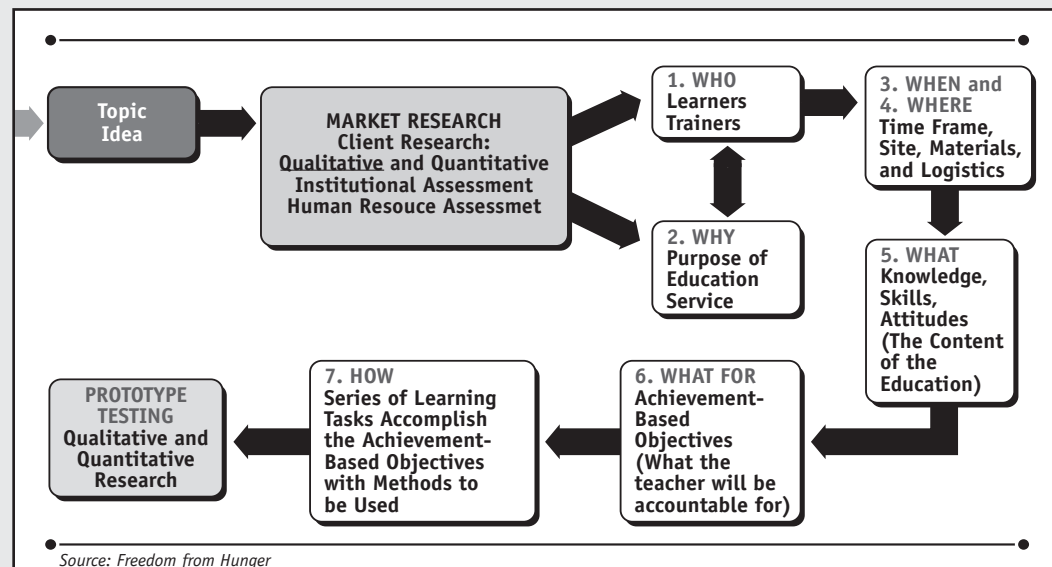 Topic
Idea
MARKET RESEARCH
Client Research:
Qualitative and Quantitative
Institutional Assessment
Human Resouce Assessmet
1. WHO
Learners
Trainers
2. WHY
Purpose of
Education
Service
3. WHEN and
4. WHERE
Time Frame,
Site, Materials,
and Logistics
5. WHAT
Knowledge,
Skills,
Attitudes
(The Content
of the
Education)
6. WHAT FOR
Achievement-
Based
Objectives
(What the
teacher will be
accountable for)
7. HOW
Series of Learning
Tasks Accomplish
the Achievement-
Based Objectives
with Methods to
be Used
PROTOTYPE
TESTING
Qualitative and
Quantitative
Research
Source: Freedom from Hunger